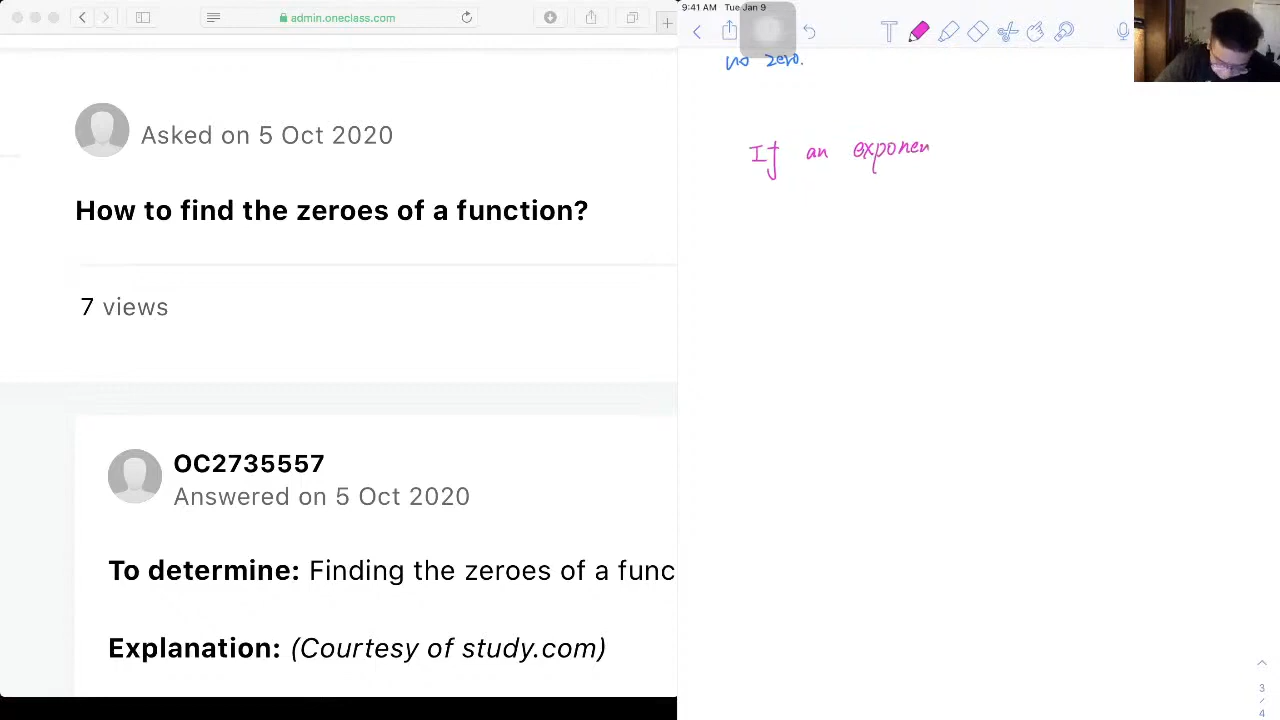 admin.oneclass.com
Asked on 5 Oct 2020
How to find the zeroes of a function?
7 views
OC2735557
Answered on 5 Oct 2020
To determine: Finding the zeroes of a func
Explanation: (Courtesy of study.com)
9:41 AM Tue Jan 9
T
no zero.
If an exponen
3
/
4